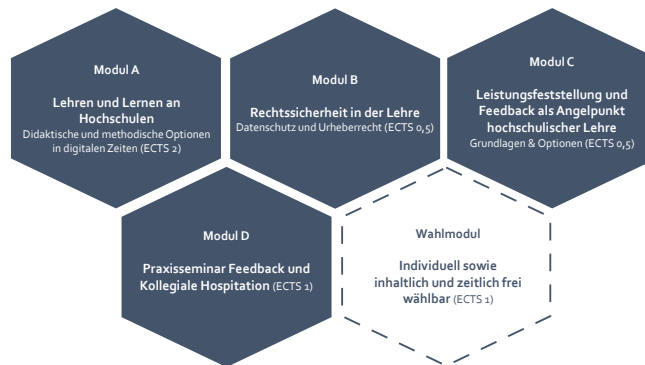 Modul A
Lehren und Lernen an
Hochschulen
Didaktische und methodische Optionen
in digitalen Zeiten (ECTS 2)
Modul B
Rechtssicherheit in der Lehre
Datenschutz und Urheberrecht (ECTS 0,5)
Modul C
Leistungsfeststellung und
Feedback als Angelpunkt
hochschulischer Lehre
Grundlagen & Optionen (ECTS 0,5)
Modul D
Praxisseminar Feedback und
Kollegiale Hospitation (ECTS 1)
Wahlmodul
Individuell sowie
inhaltlich und zeitlich frei
wählbar (ECTS 1)